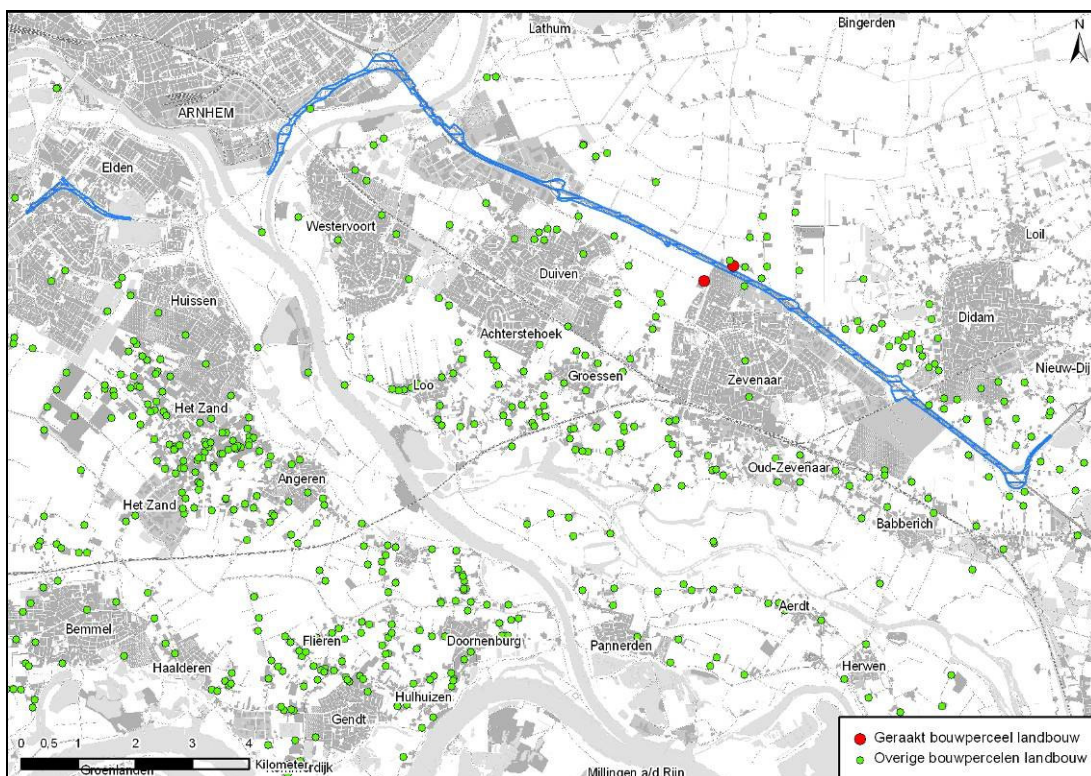 Bingerden
Lathum
N
ARNHEM
Elden
Westervoort
Loil
Duiven
Huissen
Didam
Achterstehoek
Zevenaar
Nieuw-Dij
Groessen
Loo
Het Zand
Oud-Zevenaar
Angeren
Het Zand
Babberich
Aerdt
Bemmel
Flieren
Doornenburg
Pannerden
Haalderen
Herwen
Hulhuizen
Gendt
Geraakt bouwperceel landbouw
0 0,5 1 2 3 4
Overige bouwpercelen landbouw
Kilometer
Groenlanden
Millingen a/d Rijn